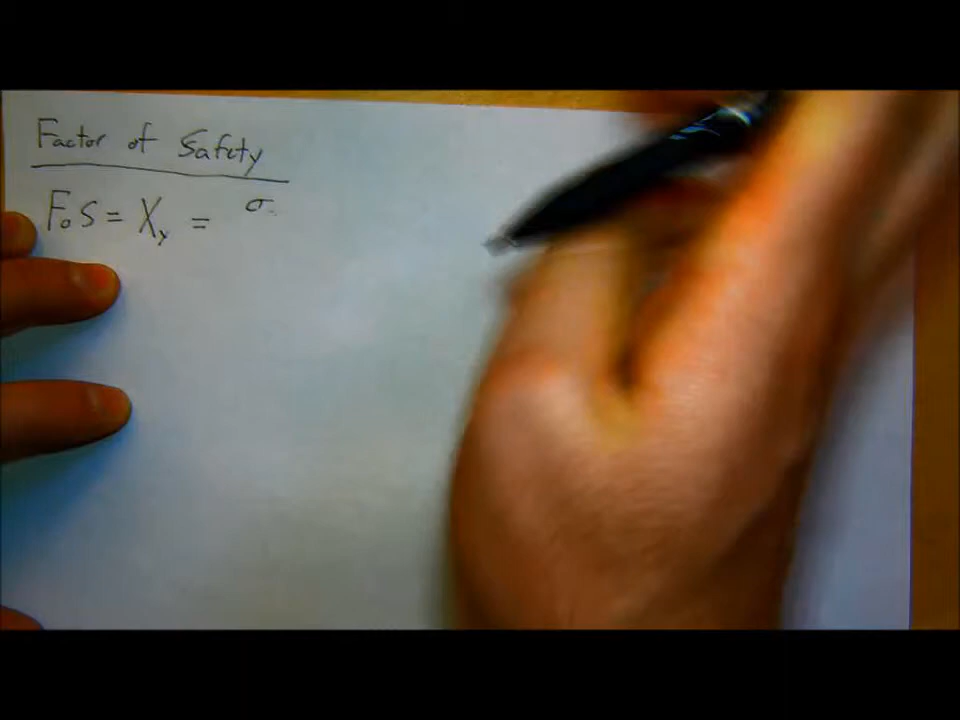 Factor of Safety
FoS = Xy = σ